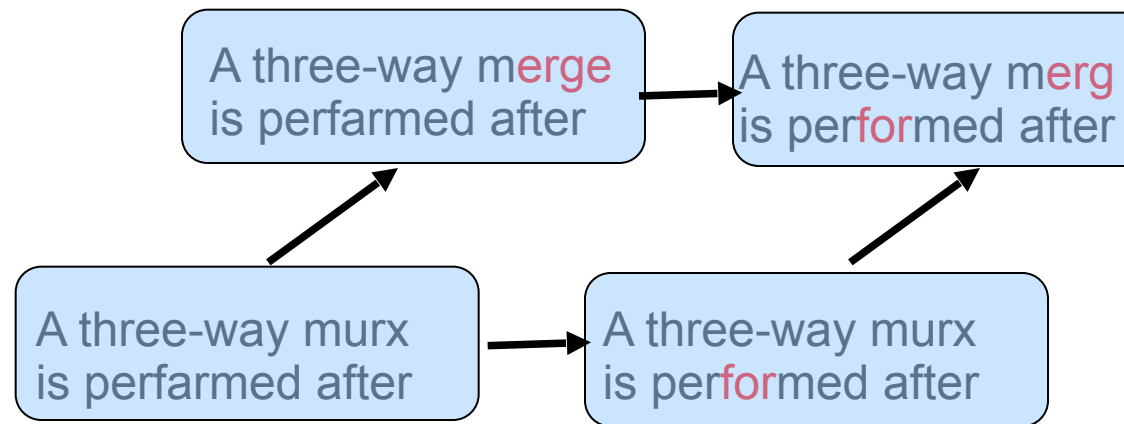 A three-way merge
is perfarmed after
A three-way merg
is performed after
A three-way murx
is perfarmed after
A three-way murx
is performed after